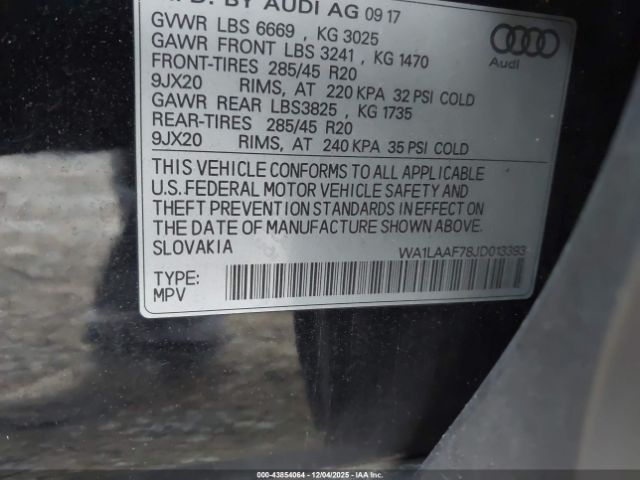 MFD. BY AUDI AG 09 17
GVWR LBS 6669 , KG 3025
GAWR FRONT LBS 3241 , KG 1470
FRONT-TIRES 285/45 R20
9JX20 RIMS, AT 220 KPA 32 PSI COLD
GAWR REAR LBS3825 , KG 1735
REAR-TIRES 285/45 R20
9JX20 RIMS, AT 240 KPA 35 PSI COLD
Audi
THIS VEHICLE CONFORMS TO ALL APPLICABLE
U.S. FEDERAL MOTOR VEHICLE SAFETY AND
THEFT PREVENTION STANDARDS IN EFFECT ON
THE DATE OF MANUFACTURE SHOWN ABOVE.
SLOVAKIA WA1LAAF78JD013393
TYPE:
MPV
000-43854064 - 12/04/2025 - IAAI.CA